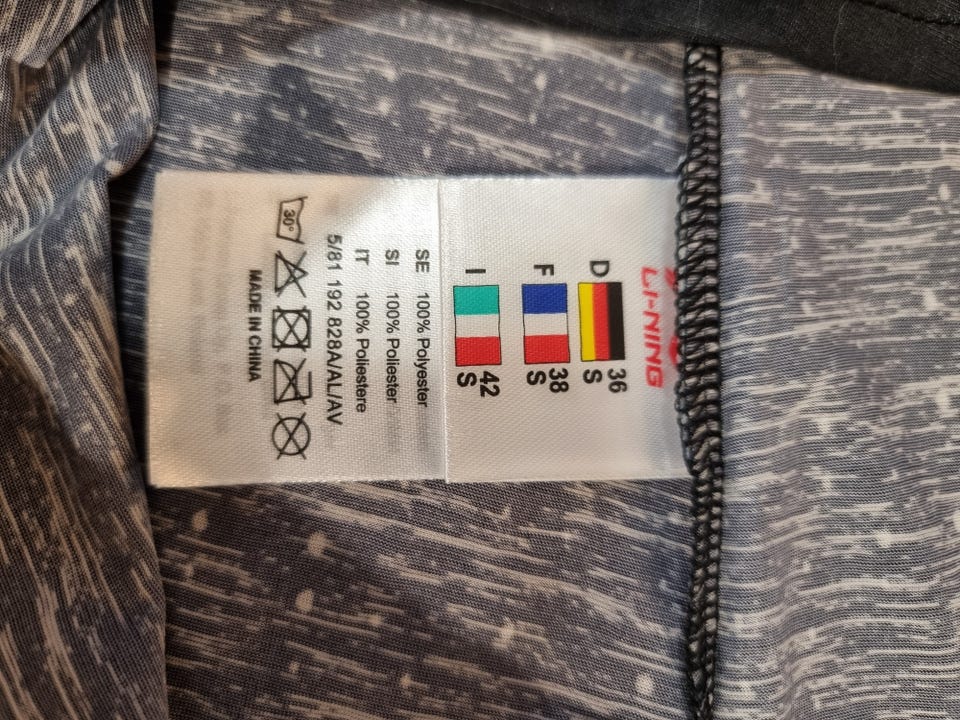 LI-NING
D 36
S
F 38
S
I 42
S
SE 100% Polyester
SI 100% Poliester
IT 100% Poliestere
5/81 192 828A/AL/AV
30°
MADE IN CHINA